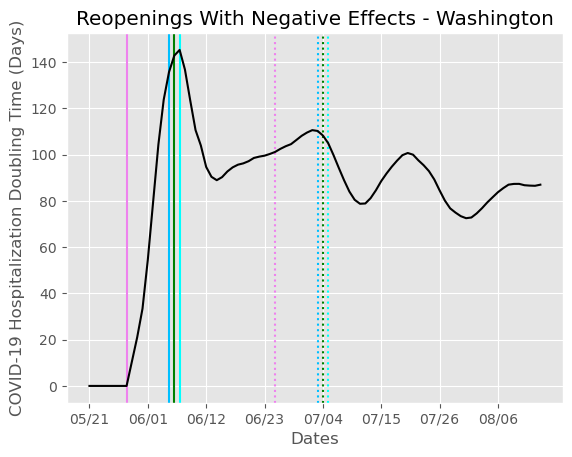 Reopenings With Negative Effects - Washington
COVID-19 Hospitalization Doubling Time (Days)
140
120
100
80
60
40
20
0
05/21 06/01 06/12 06/23 07/04 07/15 07/26 08/06
Dates